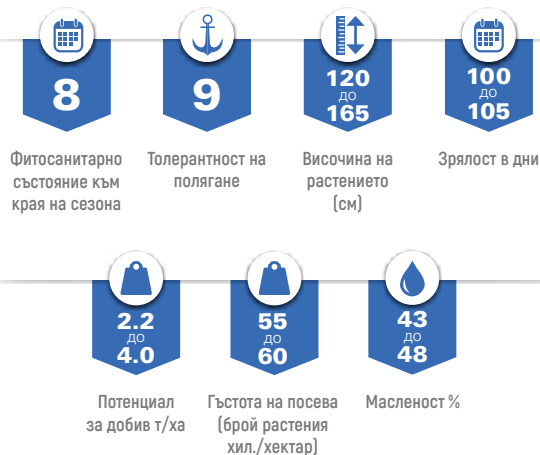 8
Фитосанитарно
състояние към
края на сезона
9
Толерантност на
полягане
120
ДО
165
Височина на
растението
(см)
100
ДО
105
Зрялост в дни
2.2
ДО
4.0
Потенциал
за добив т/ха
55
ДО
60
Гъстота на посева
(брой растения
хил./хектар)
43
ДО
48
Масленост %